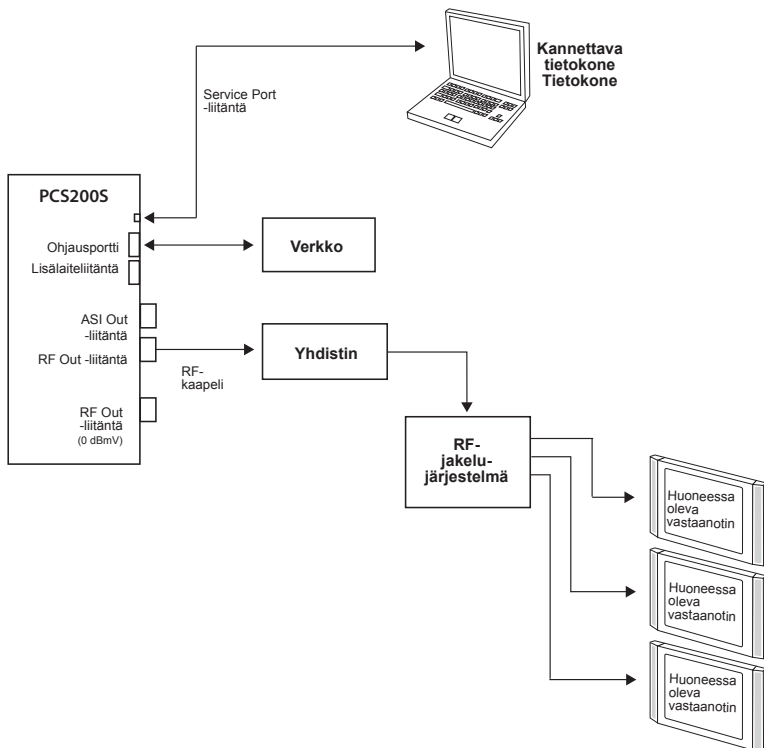 Kannettava
tietokone
Tietokone
Service Port
-liitäntä
PCS200S
Ohjausportti
Lisälaiteliitäntä
Verkko
ASI Out
-liitäntä
RF Out -liitäntä
RF-
kaapeli
Yhdistin
RF Out
-liitäntä
(0 dBmV)
RF-
jakelu-
järjestelmä
Huoneessa
oleva
vastaanotin
Huoneessa
oleva
vastaanotin
Huoneessa
oleva
vastaanotin